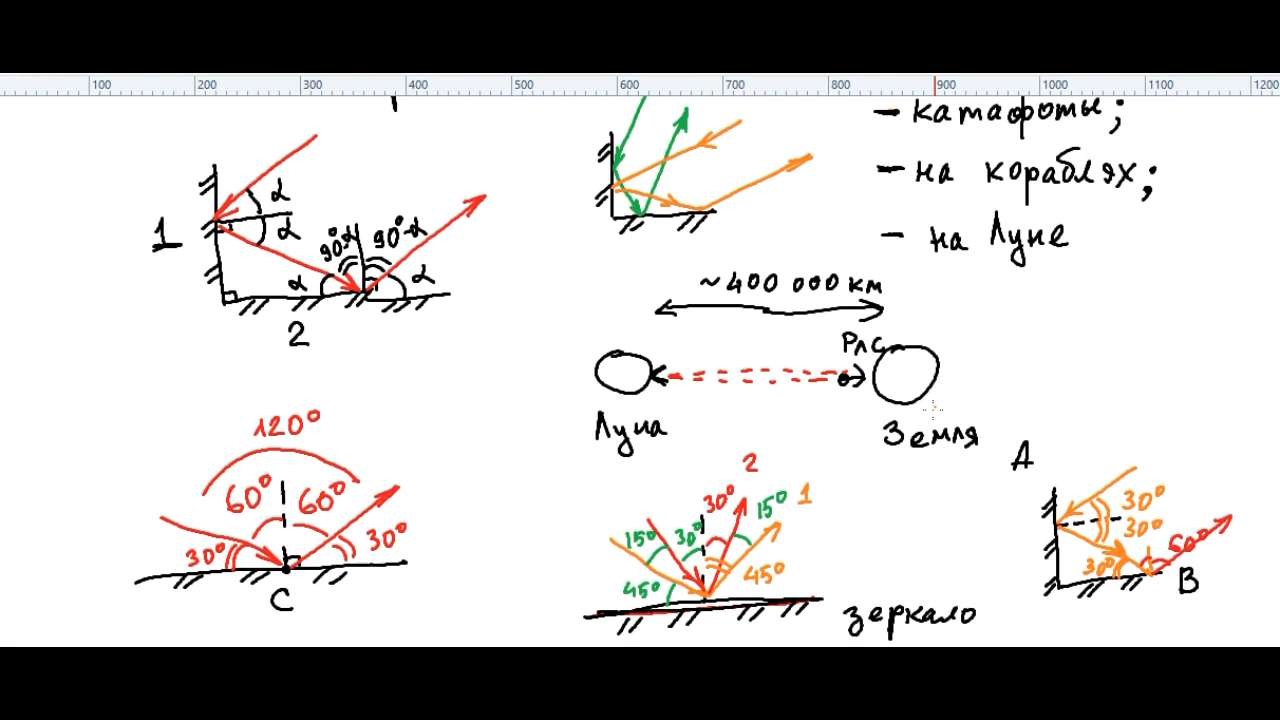 100 200 300 400 500 600 700 800 900 1000 1100 1200
- катафоты;
- на кораблях;
- на Луне
α
α
1
90°-α 90°-α
α α
2
~400 000 км
РЛС
Луна
Земля
120°
60° 60°
30° 30°
C
2
30° 15° 1
15° 30°
45° 45°
зеркало
A
30°
30°
30° 60°
B